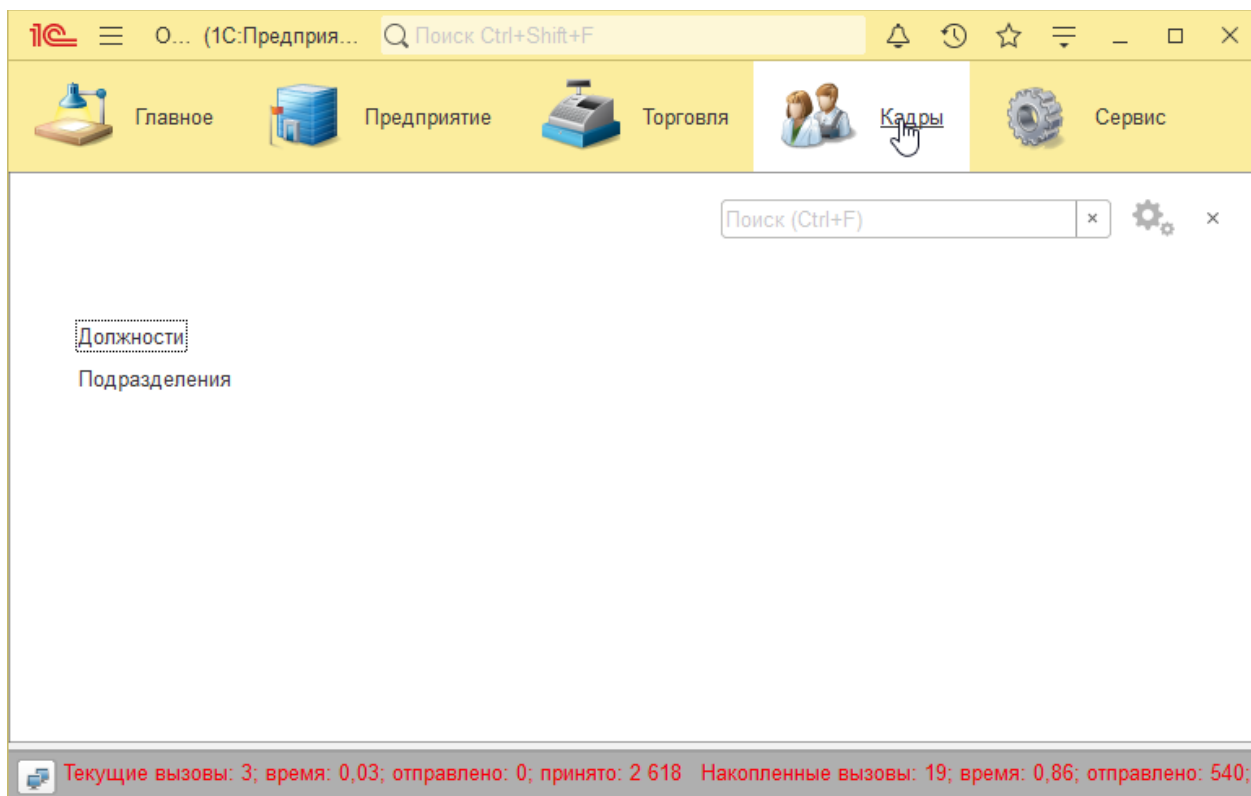 1С О... (1С:Предприя... Поиск Ctrl+Shift+F
Главное Предприятие Торговля Кадры Сервис
Поиск (Ctrl+F)
Должности
Подразделения
Текущие вызовы: 3; время: 0,03; отправлено: 0; принято: 2 618 Накопленные вызовы: 19; время: 0,86; отправлено: 540;